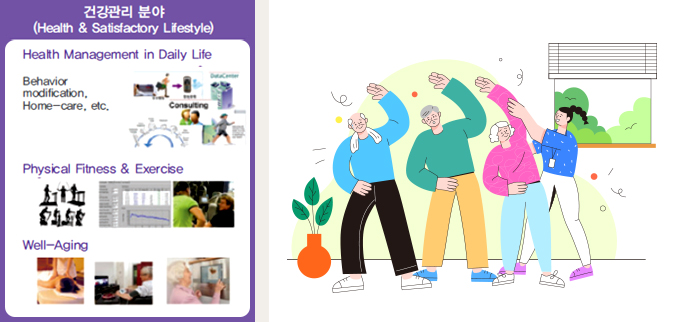 건강관리 분야
(Health & Satisfactory Lifestyle)
Health Management in Daily Life
Behavior
modification,
Home-care, etc.
DataCenter
Consulting
Physical Fitness & Exercise
Well-Aging